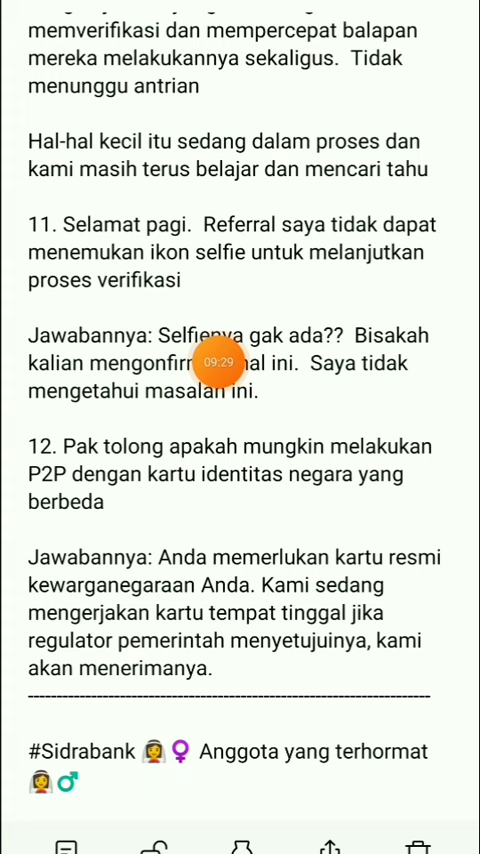 memverifikasi dan mempercepat balapan
mereka melakukannya sekaligus.  Tidak
menunggu antrian
Hal-hal kecil itu sedang dalam proses dan
kami masih terus belajar dan mencari tahu
11. Selamat pagi.  Referral saya tidak dapat
menemukan ikon selfie untuk melanjutkan
proses verifikasi
Jawabannya: Selfienya gak ada??  Bisakah
kalian hal ini.  Saya tidak
09:29
mengetahui masalah ini.
12. Pak tolong apakah mungkin melakukan
P2P dengan kartu identitas negara yang
berbeda
Jawabannya: Anda memerlukan kartu resmi
kewarganegaraan Anda. Kami sedang
mengerjakan kartu tempat tinggal jika
regulator pemerintah menyetujuinya, kami
akan menerimanya.
----------------------------------------------------------------------
#Sidrabank 👰‍♀️ Anggota yang terhormat
👰‍♂️